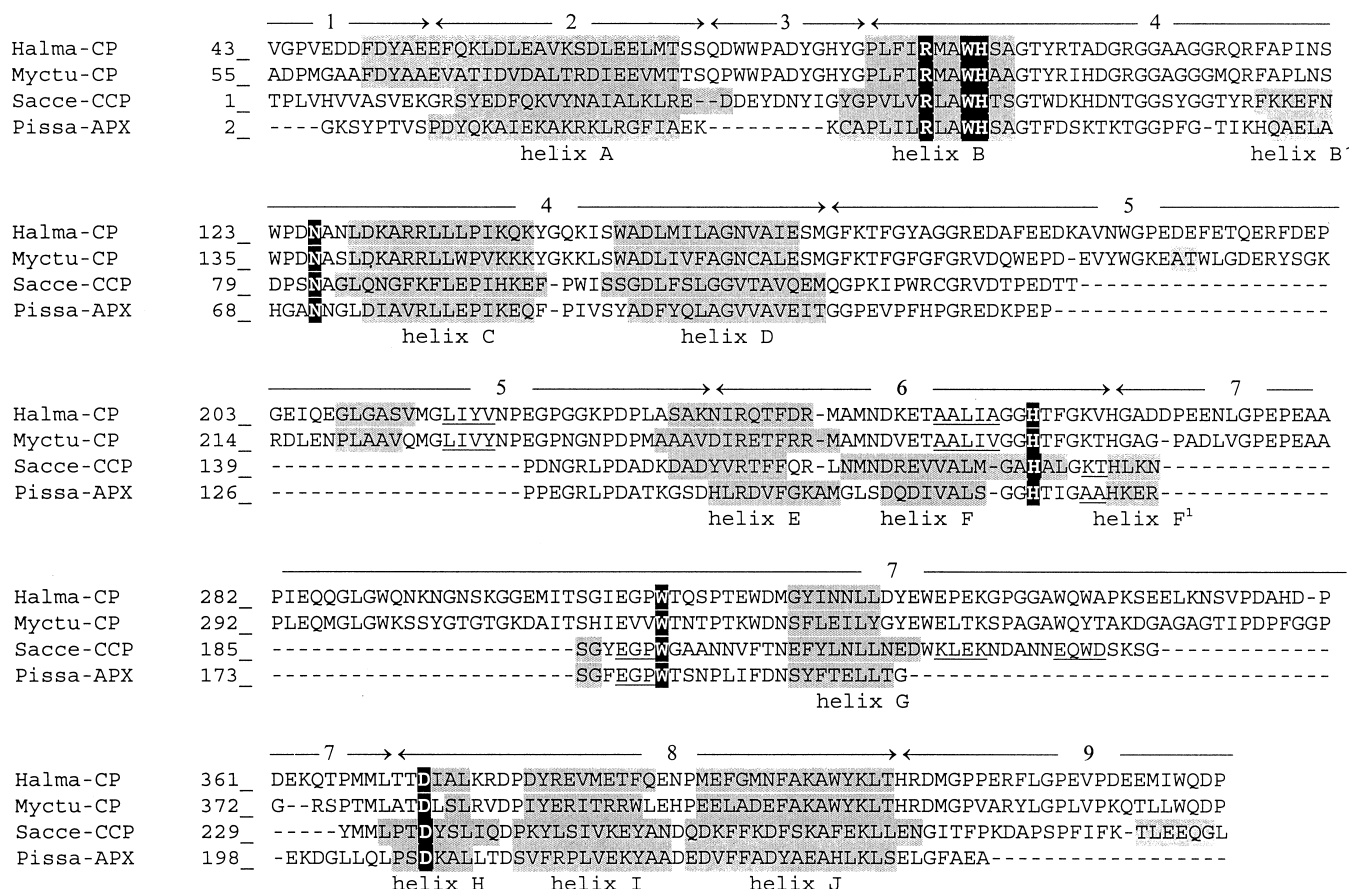 1 2 3 4
Halma-CP 43_ VGPVEDDFDYAEEFQKLDLEAVKSDLEELMTSSQDWWPADYGHYGPLFIRMAWHSAGTYRTADGRGGAAGGRQRFAPINS
Myctu-CP 55_ ADPMGAAFDYAAEVATIDVDALTRDIEEVMTTSQPWWPADYGHYGPLFIRMAWHAAGTYRIHDGRGGAGGGMQRFAPLNS
Sacce-CCP 1_ TPLVHVVASVEKGRSYEDFQKVYNAIALKLRE--DDEYDNYIGYGPVLVRLAWHTSGTWDKHDNTGGSYGGTYRFKKEFN
Pissa-APX 2_ ----GKSYPTVSPDYQKAIEKAKRKLRGFIAEK--------KCAPLILRLAWHSAGTFDSKTKTGGPFG-TIKHQAELA
helix A helix B helix B'
4 5
Halma-CP 123_ WPDNANLDKARRLLLPIKQKYGQKISWADLMILAGNVAIESMGFKTFGYAGGREDAFEEDKAVNWGPEDEFETQERFDEP
Myctu-CP 135_ WPDNASLDKARRLLWPVKKKYGKKLSWADLIVFAGNCALESMGFKTFGFGFGRVDQWEPD-EVYWGKEATWLGDERYSGK
Sacce-CCP 79_ DPSNAGLQNGFKFLEPIHKEF-PWISSGDLFSLGGVTAVQEMQGPKIPWRCGRVDTPEDTT-------------------
Pissa-APX 68_ HGANNGLDIAVRLLEPIKEQF-PIVSYADFYQLAGVVAVEITGGPEVPFHPGREDKPEP---------------------
helix C helix D
5 6 7
Halma-CP 203_ GEIQEGLGASVMGLIYVNPEGPGGKPDPLASAKNIRQTFDR-MAMNDKETAALIAGGHTFGKVHGADDPEENLGPEPEAA
Myctu-CP 214_ RDLENPLAAVQMGLIVYNPEGPNGNPDPMAAAVDIRETFRRMAMNDVETAALIVGGHTFGKTHGAG-PADLVGPEPEAA
Sacce-CCP 139_ -------------------PDNGRLPDADKDADYVRTFFQR-LNMNDREVVALM-GAHALGKTHLKN-------------
Pissa-APX 126_ -------------------PPEGRLPDATKGSDHLRDVFGKAMGLSDQDIVALS-GGHTIGAAHKER-------------
helix E helix F helix F¹
7
Halma-CP 282_ PIEQQGLGWQNKNGNSKGGEMITSGIEGPWTQSPTEWDMGYINNLLDYEWEPEKGPGGAWQWAPKSEELKNSVPDAHD-P
Myctu-CP 292_ PLEQMGLGWKSSYGTGTGKDAITSHIEVVWTNTPTKWDNSFLEILYGYEWELTKSPAGAWQYTAKDGAGAGTIPDPFGGP
Sacce-CCP 185_ -----------------------SGYEGPWGAANNVFTNEFYLNLLNEDWKLEKNDANNEQWDSKSG-------------
Pissa-APX 173_ -----------------------SGFEGPWTSNPLIFDNSYFTELLTG--------------------------------
helix G
7 8 9
Halma-CP 361_ DEKQTPMMLTTDIALKRDPDYREVMETFQENPMEFGMNFAKAWYKLTHRDMGPPERFLGPEVPDEEMIWQDP
Myctu-CP 372_ G--RSPTMLATDLSLRVDPIYERITRRWLEHPEELADEFAKAWYKLTHRDMGPVARYLGPLVPKQTLLWQDP
Sacce-CCP 229_ -----YMMLPTDYSLIQDPKYLSIVKEYANDQDKFFKDFSKAFEKLLENGITFPKDAPSPFIFK-TLEEQGL
Pissa-APX 198_ -EKDGLLQLPSDKALLTDSVFRPLVEKYAADEDVFFADYAEAHLKLSELGFAEA------------------
helix H helix I helix J